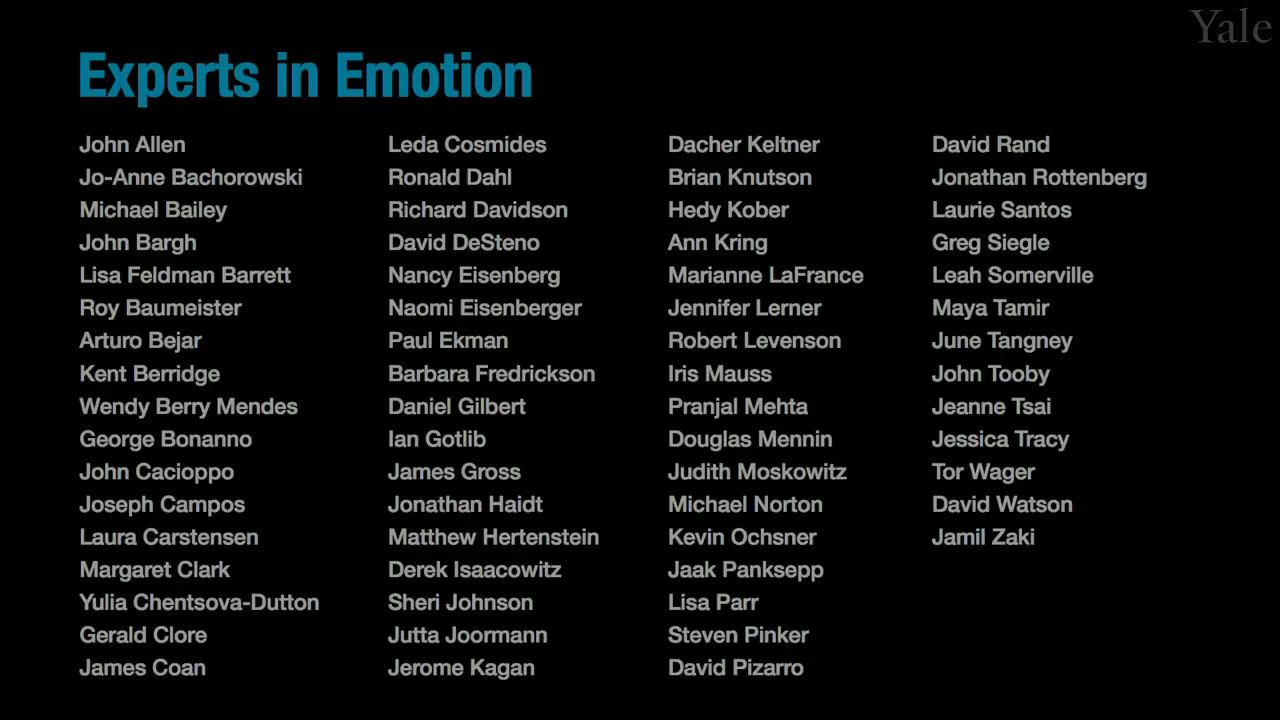 Yale
Experts in Emotion
John Allen
Jo-Anne Bachorowski
Michael Bailey
John Bargh
Lisa Feldman Barrett
Roy Baumeister
Arturo Bejar
Kent Berridge
Wendy Berry Mendes
George Bonanno
John Cacioppo
Joseph Campos
Laura Carstensen
Margaret Clark
Yulia Chentsova-Dutton
Gerald Clore
James Coan
Leda Cosmides
Ronald Dahl
Richard Davidson
David DeSteno
Nancy Eisenberg
Naomi Eisenberger
Paul Ekman
Barbara Fredrickson
Daniel Gilbert
Ian Gotlib
James Gross
Jonathan Haidt
Matthew Hertenstein
Derek Isaacowitz
Sheri Johnson
Jutta Joormann
Jerome Kagan
Dacher Keltner
Brian Knutson
Hedy Kober
Ann Kring
Marianne LaFrance
Jennifer Lerner
Robert Levenson
Iris Mauss
Pranjal Mehta
Douglas Mennin
Judith Moskowitz
Michael Norton
Kevin Ochsner
Jaak Panksepp
Lisa Parr
Steven Pinker
David Pizarro
David Rand
Jonathan Rottenberg
Laurie Santos
Greg Siegle
Leah Somerville
Maya Tamir
June Tangney
John Tooby
Jeanne Tsai
Jessica Tracy
Tor Wager
David Watson
Jamil Zaki